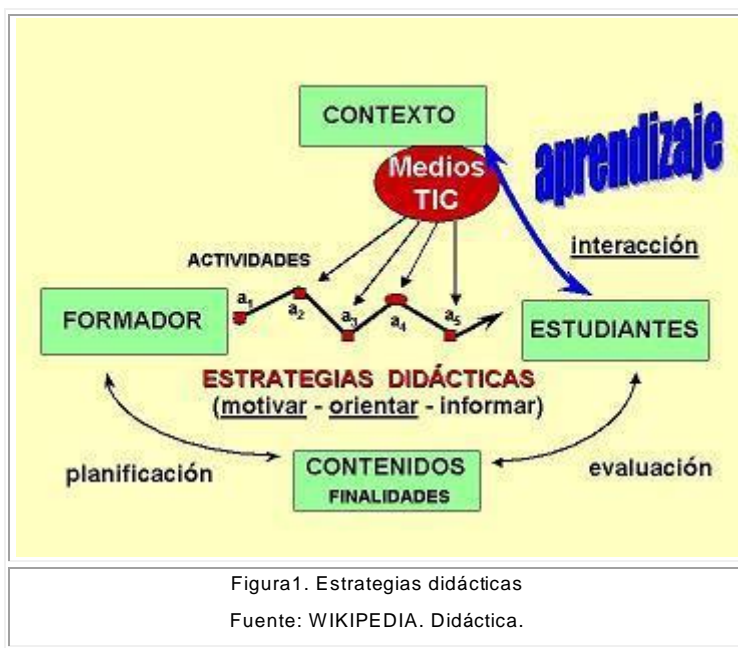 CONTEXTO
aprendizaje
Medios
TIC
interacción
ACTIVIDADES
FORMADOR
a1
a2
a3
a4
a5
ESTUDIANTES
ESTRATEGIAS DIDÁCTICAS
(motivar - orientar - informar)
planificación
CONTENIDOS
FINALIDADES
evaluación
Figura1. Estrategias didácticas
Fuente: WIKIPEDIA. Didáctica.